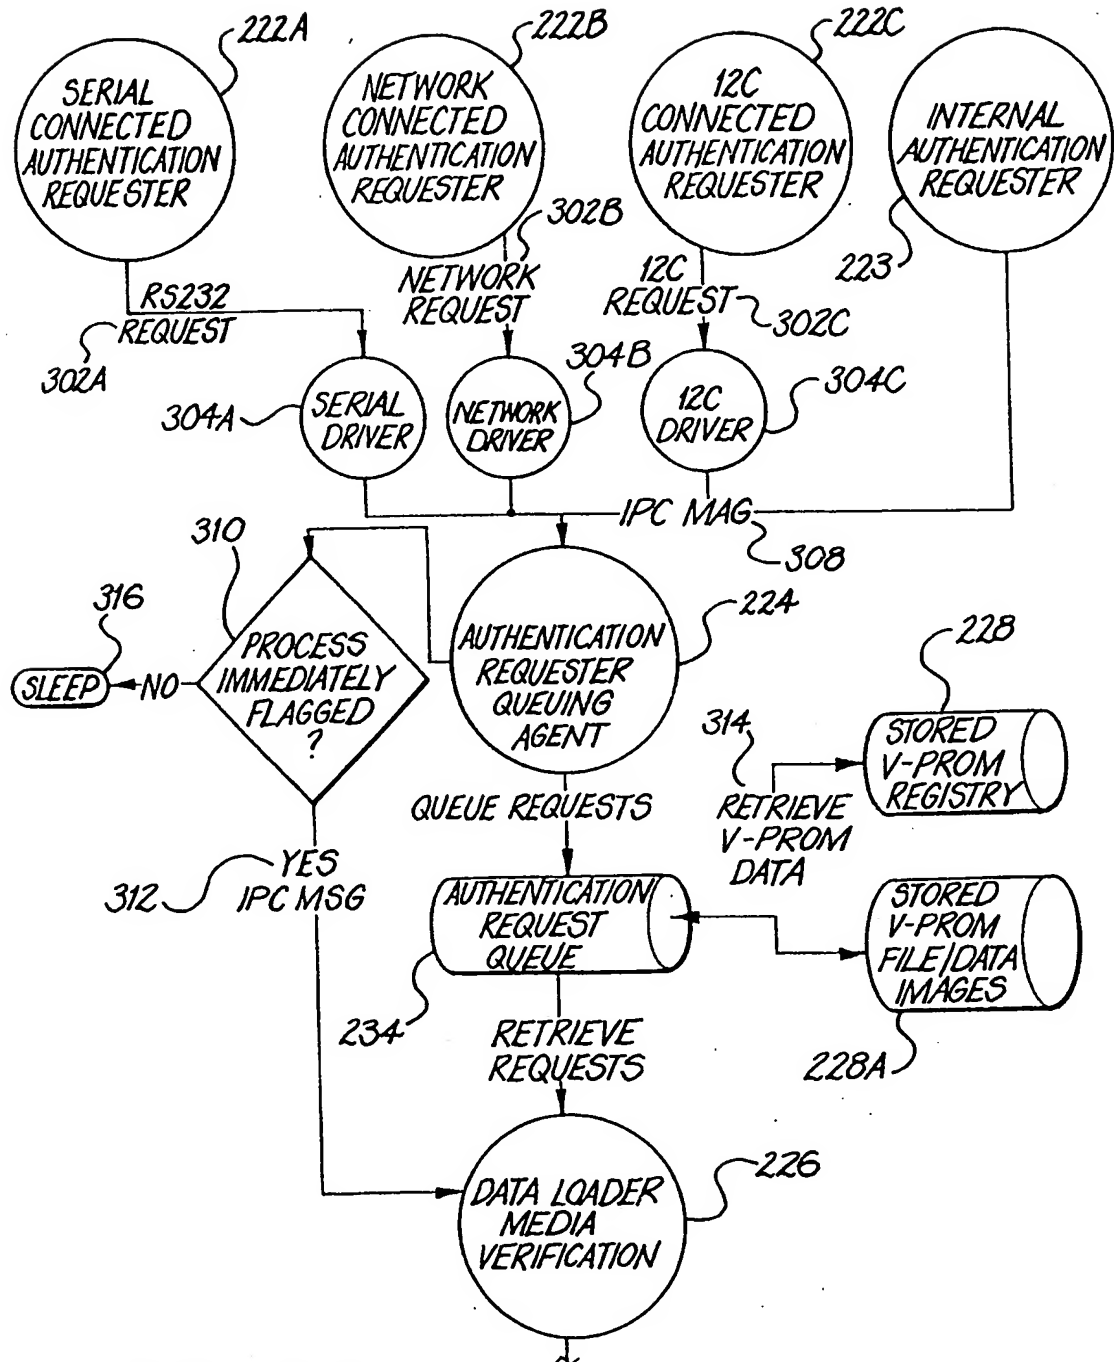 222A
222B
222C
SERIAL
CONNECTED
AUTHENTICATION
REQUESTER
NETWORK
CONNECTED
AUTHENTICATION
REQUESTER
12C
CONNECTED
AUTHENTICATION
REQUESTER
INTERNAL
AUTHENTICATION
REQUESTER
223
RS232
REQUEST
302A
NETWORK
REQUEST
302B
12C
REQUEST
302C
304A
SERIAL
DRIVER
NETWORK
DRIVER
304B
12C
DRIVER
304C
IPC MAG
308
310
PROCESS
IMMEDIATELY
FLAGGED
?
316
SLEEP
NO
AUTHENTICATION
REQUESTER
QUEUING
AGENT
224
228
STORED
V-PROM
REGISTRY
314
RETRIEVE
V-PROM
DATA
QUEUE REQUESTS
312
YES
IPC MSG
AUTHENTICATION
REQUEST
QUEUE
234
STORED
V-PROM
FILE/DATA
IMAGES
228A
RETRIEVE
REQUESTS
DATA LOADER
MEDIA
VERIFICATION
226